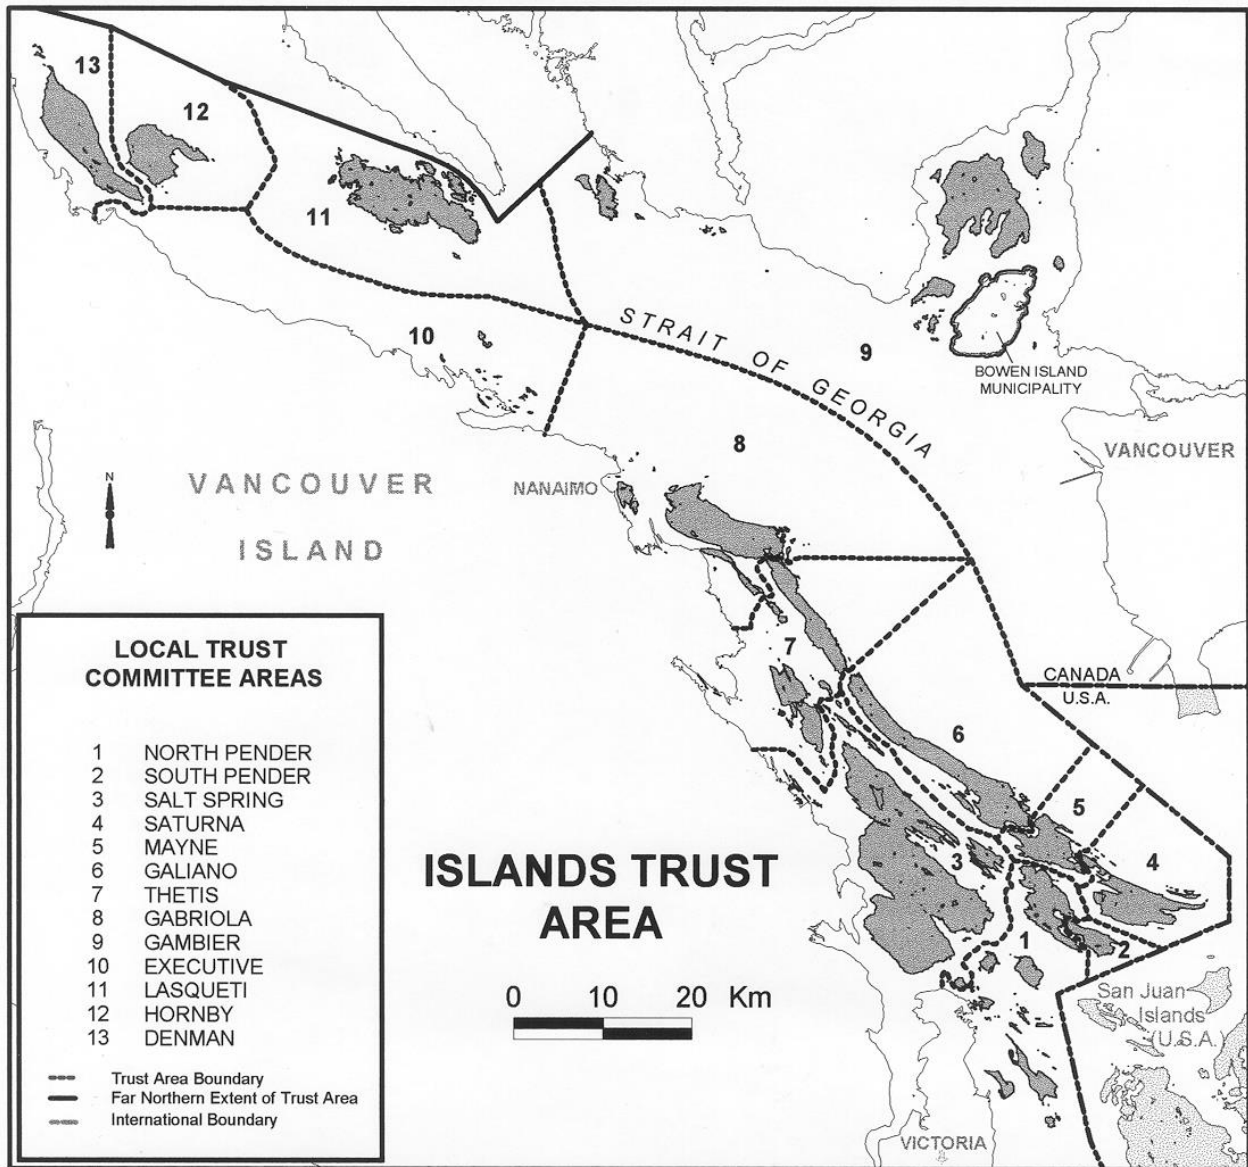 13
12
11
10
STRAIT OF GEORGIA
9
BOWEN ISLAND
MUNICIPALITY
8
VANCOUVER
N
VANCOUVER
ISLAND
NANAIMO
7
CANADA
U.S.A.
6
5
4
3
2
1
LOCAL TRUST
COMMITTEE AREAS
1 NORTH PENDER
2 SOUTH PENDER
3 SALT SPRING
4 SATURNA
5 MAYNE
6 GALIANO
7 THETIS
8 GABRIOLA
9 GAMBIER
10 EXECUTIVE
11 LASQUETI
12 HORNBY
13 DENMAN
Trust Area Boundary
Far Northern Extent of Trust Area
International Boundary
ISLANDS TRUST
AREA
0 10 20 Km
San Juan
Islands
(U.S.A.)
VICTORIA